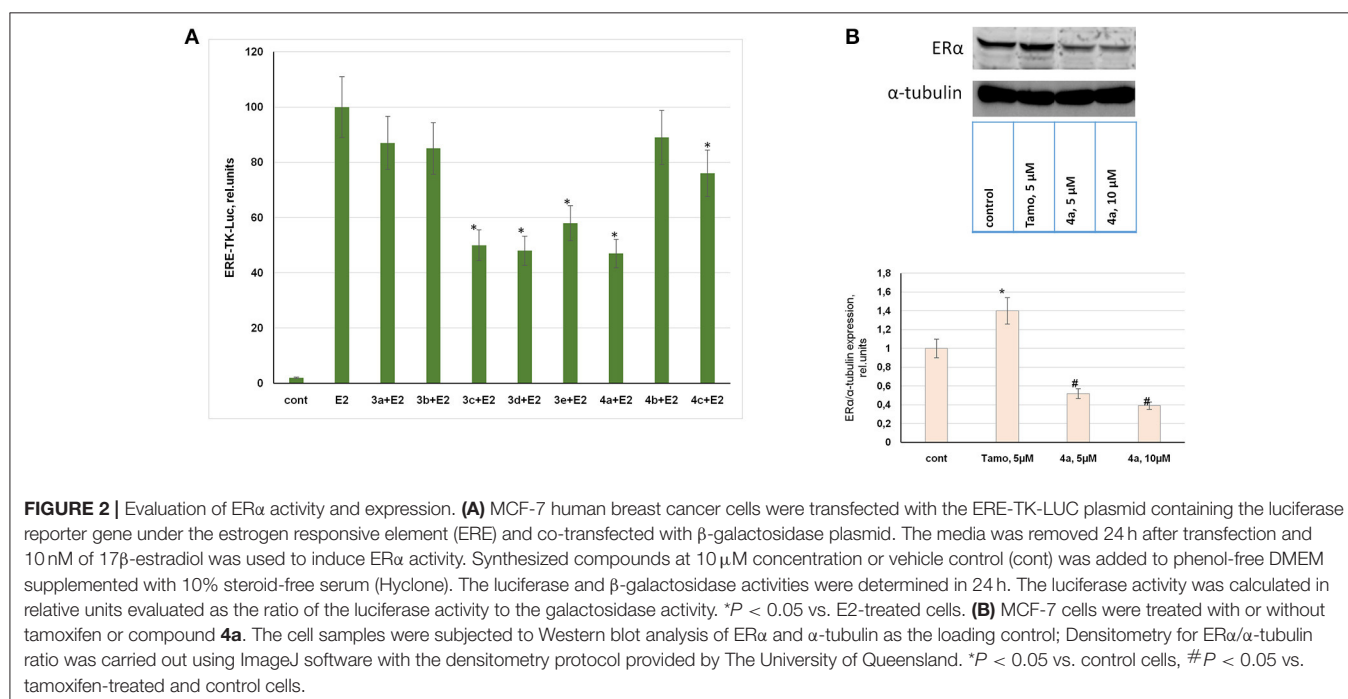 A
ERE-TK-Luc, rel.units
120
100
80
60
40
20
0
*
*
*
*
*
cont E2 3a+E2 3b+E2 3c+E2 3d+E2 3e+E2 4a+E2 4b+E2 4c+E2
B
ERα
α-tubulin
control
Tamo, 5 µM
4a, 5 µM
4a, 10 µM
ERα/α-tubulin expression,
rel.units
1,8
1,6
1,4
1,2
1
0,8
0,6
0,4
0,2
0
*
#
#
cont Tamo, 5µM 4a, 5µM 4a, 10µM
FIGURE 2 | Evaluation of ERα activity and expression. (A) MCF-7 human breast cancer cells were transfected with the ERE-TK-LUC plasmid containing the luciferase
reporter gene under the estrogen responsive element (ERE) and co-transfected with β-galactosidase plasmid. The media was removed 24 h after transfection and
10 nM of 17β-estradiol was used to induce ERα activity. Synthesized compounds at 10 µM concentration or vehicle control (cont) was added to phenol-free DMEM
supplemented with 10% steroid-free serum (Hyclone). The luciferase and β-galactosidase activities were determined in 24 h. The luciferase activity was calculated in
relative units evaluated as the ratio of the luciferase activity to the galactosidase activity. *P < 0.05 vs. E2-treated cells. (B) MCF-7 cells were treated with or without
tamoxifen or compound 4a. The cell samples were subjected to Western blot analysis of ERα and α-tubulin as the loading control; Densitometry for ERα/α-tubulin
ratio was carried out using ImageJ software with the densitometry protocol provided by The University of Queensland. *P < 0.05 vs. control cells, #P < 0.05 vs.
tamoxifen-treated and control cells.